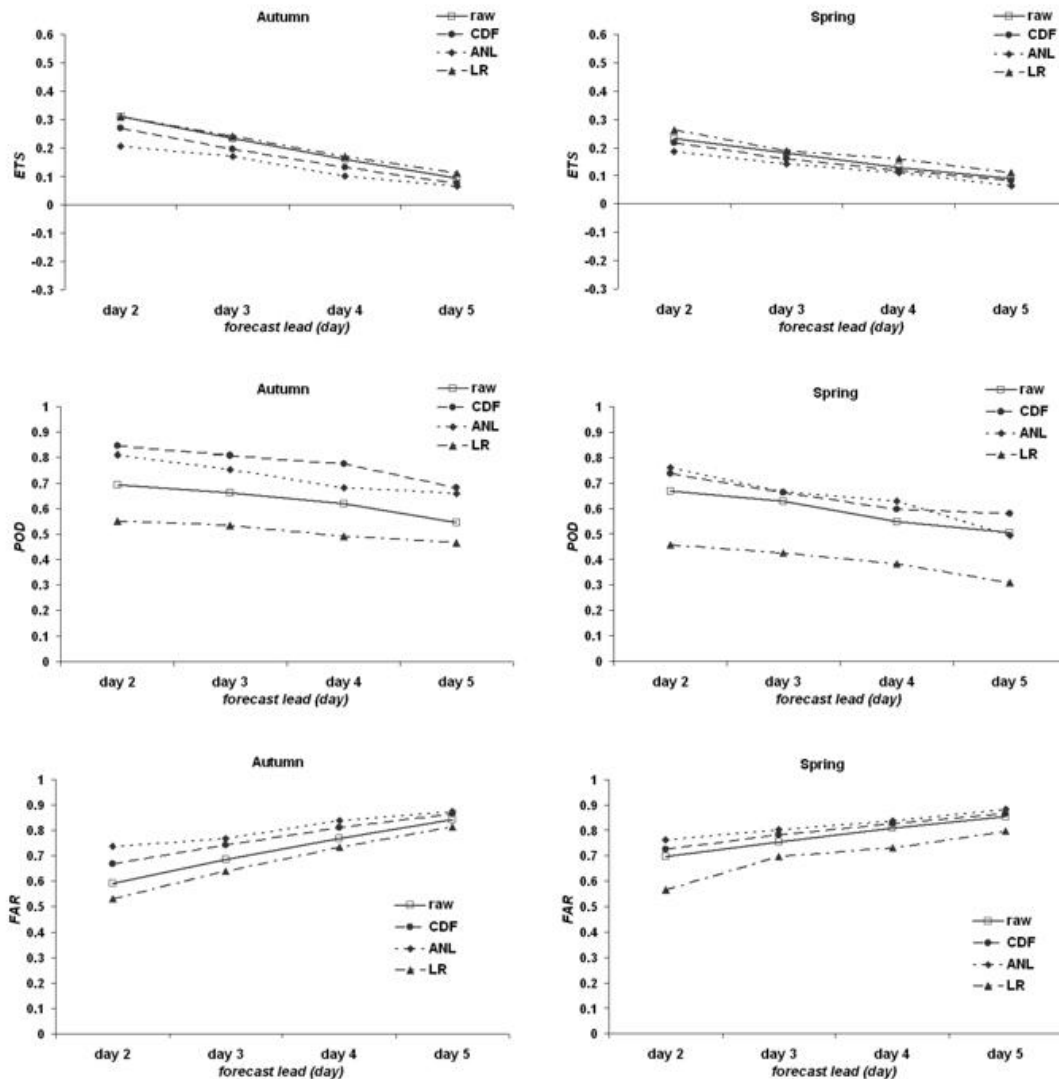 Autumn
raw
CDF
ANL
LR
0.6
0.5
0.4
0.3
0.2
0.1
0
-0.1
-0.2
-0.3
ETS
day 2 day 3 day 4 day 5
forecast lead (day)
Spring
raw
CDF
ANL
LR
0.6
0.5
0.4
0.3
0.2
0.1
0
-0.1
-0.2
-0.3
ETS
day 2 day 3 day 4 day 5
forecast lead (day)
Autumn
raw
CDF
ANL
LR
1
0.9
0.8
0.7
0.6
0.5
0.4
0.3
0.2
0.1
0
POD
day 2 day 3 day 4 day 5
forecast lead (day)
Spring
raw
CDF
ANL
LR
1
0.9
0.8
0.7
0.6
0.5
0.4
0.3
0.2
0.1
0
POD
day 2 day 3 day 4 day 5
forecast lead (day)
Autumn
1
0.9
0.8
0.7
0.6
0.5
0.4
0.3
0.2
0.1
0
FAR
raw
CDF
ANL
LR
day 2 day 3 day 4 day 5
forecast lead (day)
Spring
1
0.9
0.8
0.7
0.6
0.5
0.4
0.3
0.2
0.1
0
FAR
raw
CDF
ANL
LR
day 2 day 3 day 4 day 5
forecast lead (day)